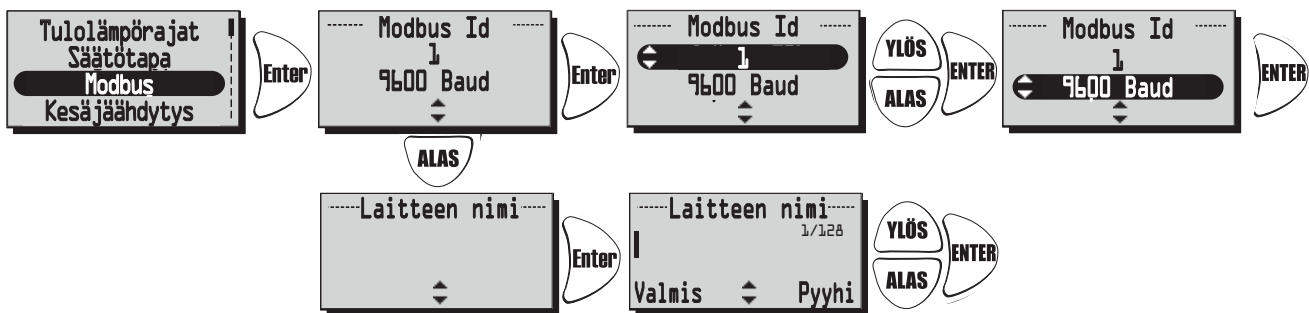 Tulolämpörajat
Säätötapa
Modbus
Kesäjäähdytys
Enter
Modbus Id
1
9600 Baud
Enter
Modbus Id
1
9600 Baud
YLÖS
ALAS
ENTER
Modbus Id
1
9600 Baud
ENTER
ALAS
Laitteen nimi
Enter
Laitteen nimi
1/128
Valmis Pyyhi
YLÖS
ALAS
ENTER